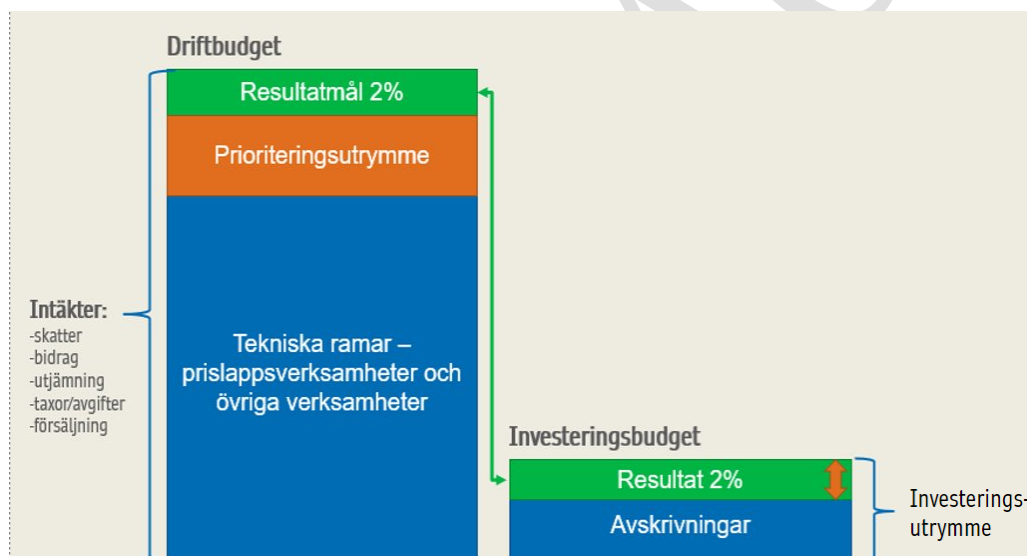 Driftbudget
Resultatmål 2%
Prioriteringsutrymme
Intäkter:
-skatter
-bidrag
-utjämning
-taxor/avgifter
-försäljning
Tekniska ramar –
prislappsverksamheter och
övriga verksamheter
Investeringsbudget
Resultat 2%
Avskrivningar
Investerings-
utrymme